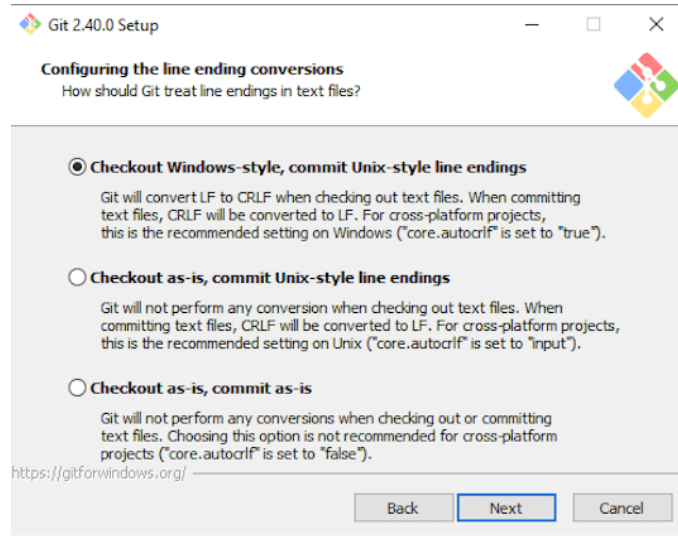 Git 2.40.0 Setup
Configuring the line ending conversions
How should Git treat line endings in text files?
Checkout Windows-style, commit Unix-style line endings
Git will convert LF to CRLF when checking out text files. When committing
text files, CRLF will be converted to LF. For cross-platform projects,
this is the recommended setting on Windows ("core.autocrlf" is set to "true").
Checkout as-is, commit Unix-style line endings
Git will not perform any conversion when checking out text files. When
committing text files, CRLF will be converted to LF. For cross-platform projects,
this is the recommended setting on Unix ("core.autocrlf" is set to "input").
Checkout as-is, commit as-is
Git will not perform any conversions when checking out or committing
text files. Choosing this option is not recommended for cross-platform
projects ("core.autocrlf" is set to "false").
https://gitforwindows.org/
Back Next Cancel